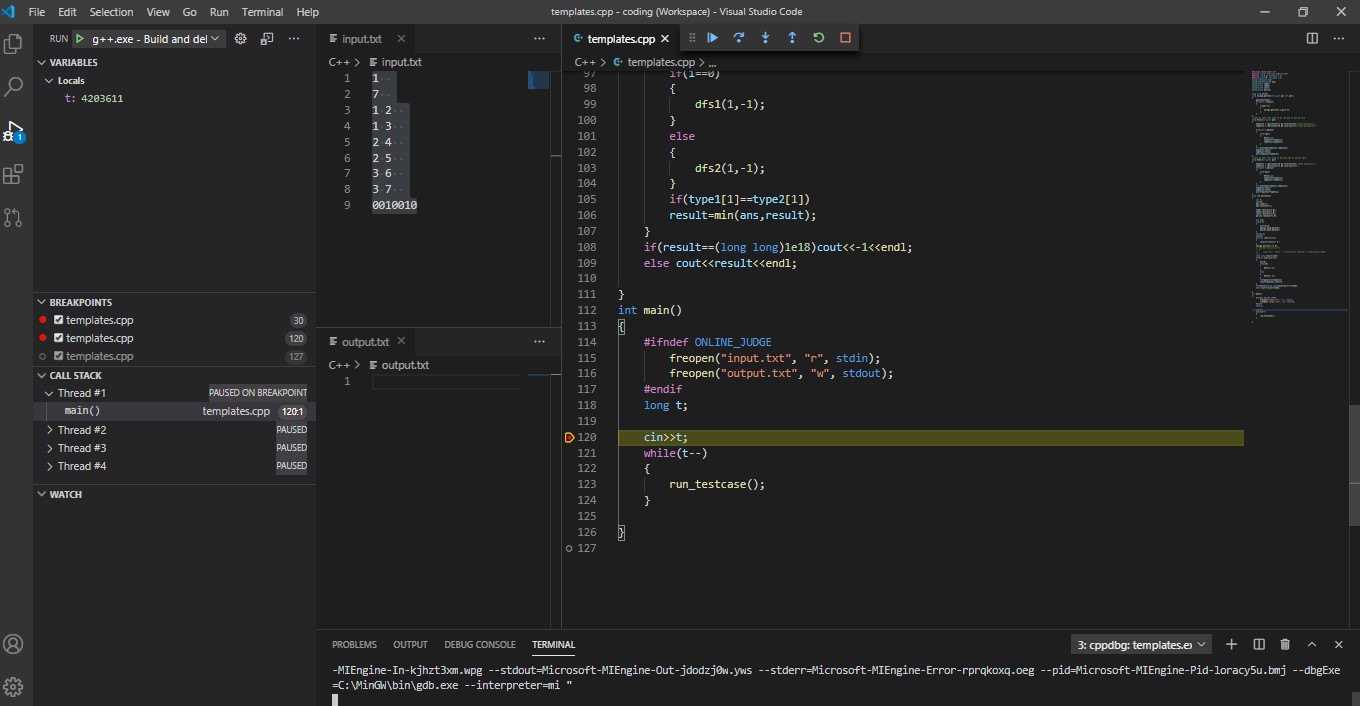 File Edit Selection View Go Run Terminal Help
templates.cpp - coding (Workspace) - Visual Studio Code
RUN g++.exe - Build and del
VARIABLES
Locals
t: 4203611
BREAKPOINTS
templates.cpp 30
templates.cpp 120
templates.cpp 127
CALL STACK
Thread #1 PAUSED ON BREAKPOINT
main() templates.cpp 120:1
Thread #2 PAUSED
Thread #3 PAUSED
Thread #4 PAUSED
WATCH
1
input.txt
C++ > input.txt
1 1··
2 7··
3 1·2··
4 1·3··
5 2·4··
6 2·5··
7 3·6··
8 3·7··
9 0010010
output.txt
C++ > output.txt
1
templates.cpp
C++ > templates.cpp > ...
97 if(i==0)
98 {
99 dfs1(1,-1);
100 }
101 else
102 {
103 dfs2(1,-1);
104 }
105 if(type1[1]==type2[1])
106 result=min(ans,result);
107 }
108 if(result==(long long)1e18)cout<<-1<<endl;
109 else cout<<result<<endl;
110
111 }
112 int main()
113 {
114 #ifndef ONLINE_JUDGE
115 freopen("input.txt", "r", stdin);
116 freopen("output.txt", "w", stdout);
117 #endif
118 long t;
119
120 cin>>t;
121 while(t--)
122 {
123 run_testcase();
124 }
125
126 }
127
PROBLEMS OUTPUT DEBUG CONSOLE TERMINAL
3: cppdbg: templates.ex
-MIEngine-In-kjhzt3xm.wpg --stdout=Microsoft-MIEngine-Out-jdodzj0w.yws --stderr=Microsoft-MIEngine-Error-rprqkoxq.oeg --pid=Microsoft-MIEngine-Pid-loracy5u.bmj --dbgExe
=C:\MinGW\bin\gdb.exe --interpreter=mi "